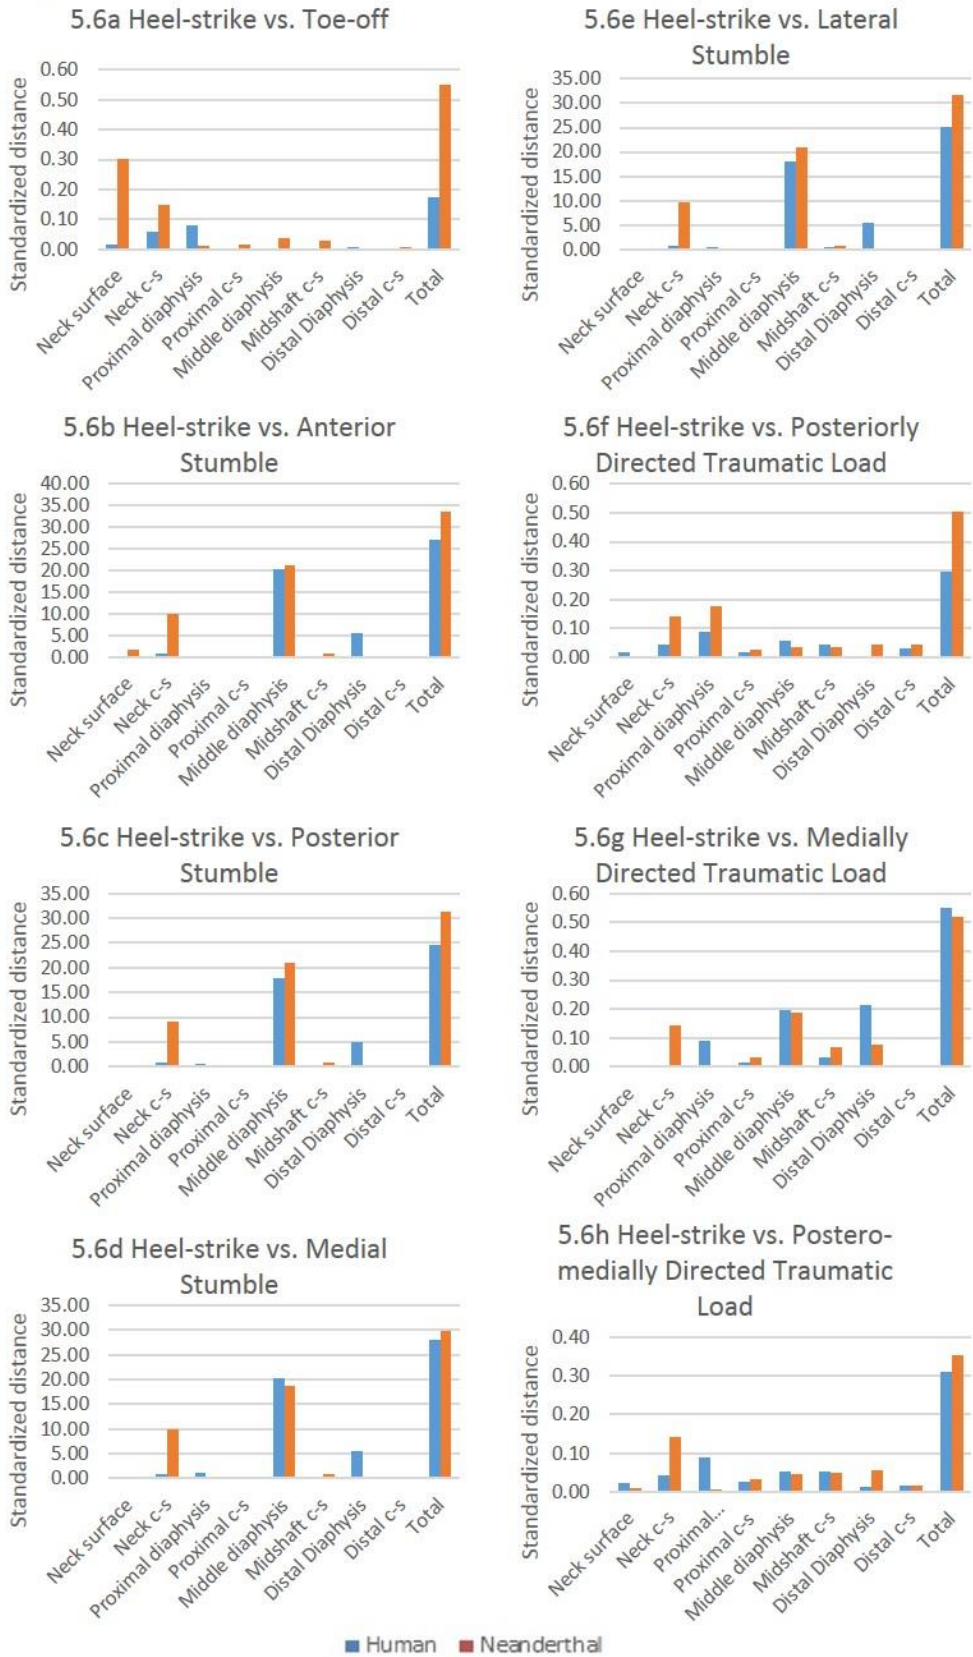 5.6a Heel-strike vs. Toe-off
Standardized distance
0.60
0.50
0.40
0.30
0.20
0.10
0.00
Neck surface
Neck c-s
Proximal diaphysis
Proximal c-s
Middle diaphysis
Midshaft c-s
Distal Diaphysis
Distal c-s
Total
5.6b Heel-strike vs. Anterior
Stumble
Standardized distance
40.00
35.00
30.00
25.00
20.00
15.00
10.00
5.00
0.00
Neck surface
Neck c-s
Proximal diaphysis
Proximal c-s
Middle diaphysis
Midshaft c-s
Distal Diaphysis
Distal c-s
Total
5.6c Heel-strike vs. Posterior
Stumble
Standardized distance
35.00
30.00
25.00
20.00
15.00
10.00
5.00
0.00
Neck surface
Neck c-s
Proximal diaphysis
Proximal c-s
Middle diaphysis
Midshaft c-s
Distal Diaphysis
Distal c-s
Total
5.6d Heel-strike vs. Medial
Stumble
Standardized distance
35.00
30.00
25.00
20.00
15.00
10.00
5.00
0.00
Neck surface
Neck c-s
Proximal diaphysis
Proximal c-s
Middle diaphysis
Midshaft c-s
Distal Diaphysis
Distal c-s
Total
5.6e Heel-strike vs. Lateral
Stumble
Standardized distance
35.00
30.00
25.00
20.00
15.00
10.00
5.00
0.00
Neck surface
Neck c-s
Proximal diaphysis
Proximal c-s
Middle diaphysis
Midshaft c-s
Distal Diaphysis
Distal c-s
Total
5.6f Heel-strike vs. Posteriorly
Directed Traumatic Load
Standardized distance
0.60
0.50
0.40
0.30
0.20
0.10
0.00
Neck surface
Neck c-s
Proximal diaphysis
Proximal c-s
Middle diaphysis
Midshaft c-s
Distal Diaphysis
Distal c-s
Total
5.6g Heel-strike vs. Medially
Directed Traumatic Load
Standardized distance
0.60
0.50
0.40
0.30
0.20
0.10
0.00
Neck surface
Neck c-s
Proximal diaphysis
Proximal c-s
Middle diaphysis
Midshaft c-s
Distal Diaphysis
Distal c-s
Total
5.6h Heel-strike vs. Postero-
medially Directed Traumatic
Load
Standardized distance
0.40
0.30
0.20
0.10
0.00
Neck surface
Neck c-s
Proximal...
Proximal c-s
Middle diaphysis
Midshaft c-s
Distal Diaphysis
Distal c-s
Total
Human Neanderthal